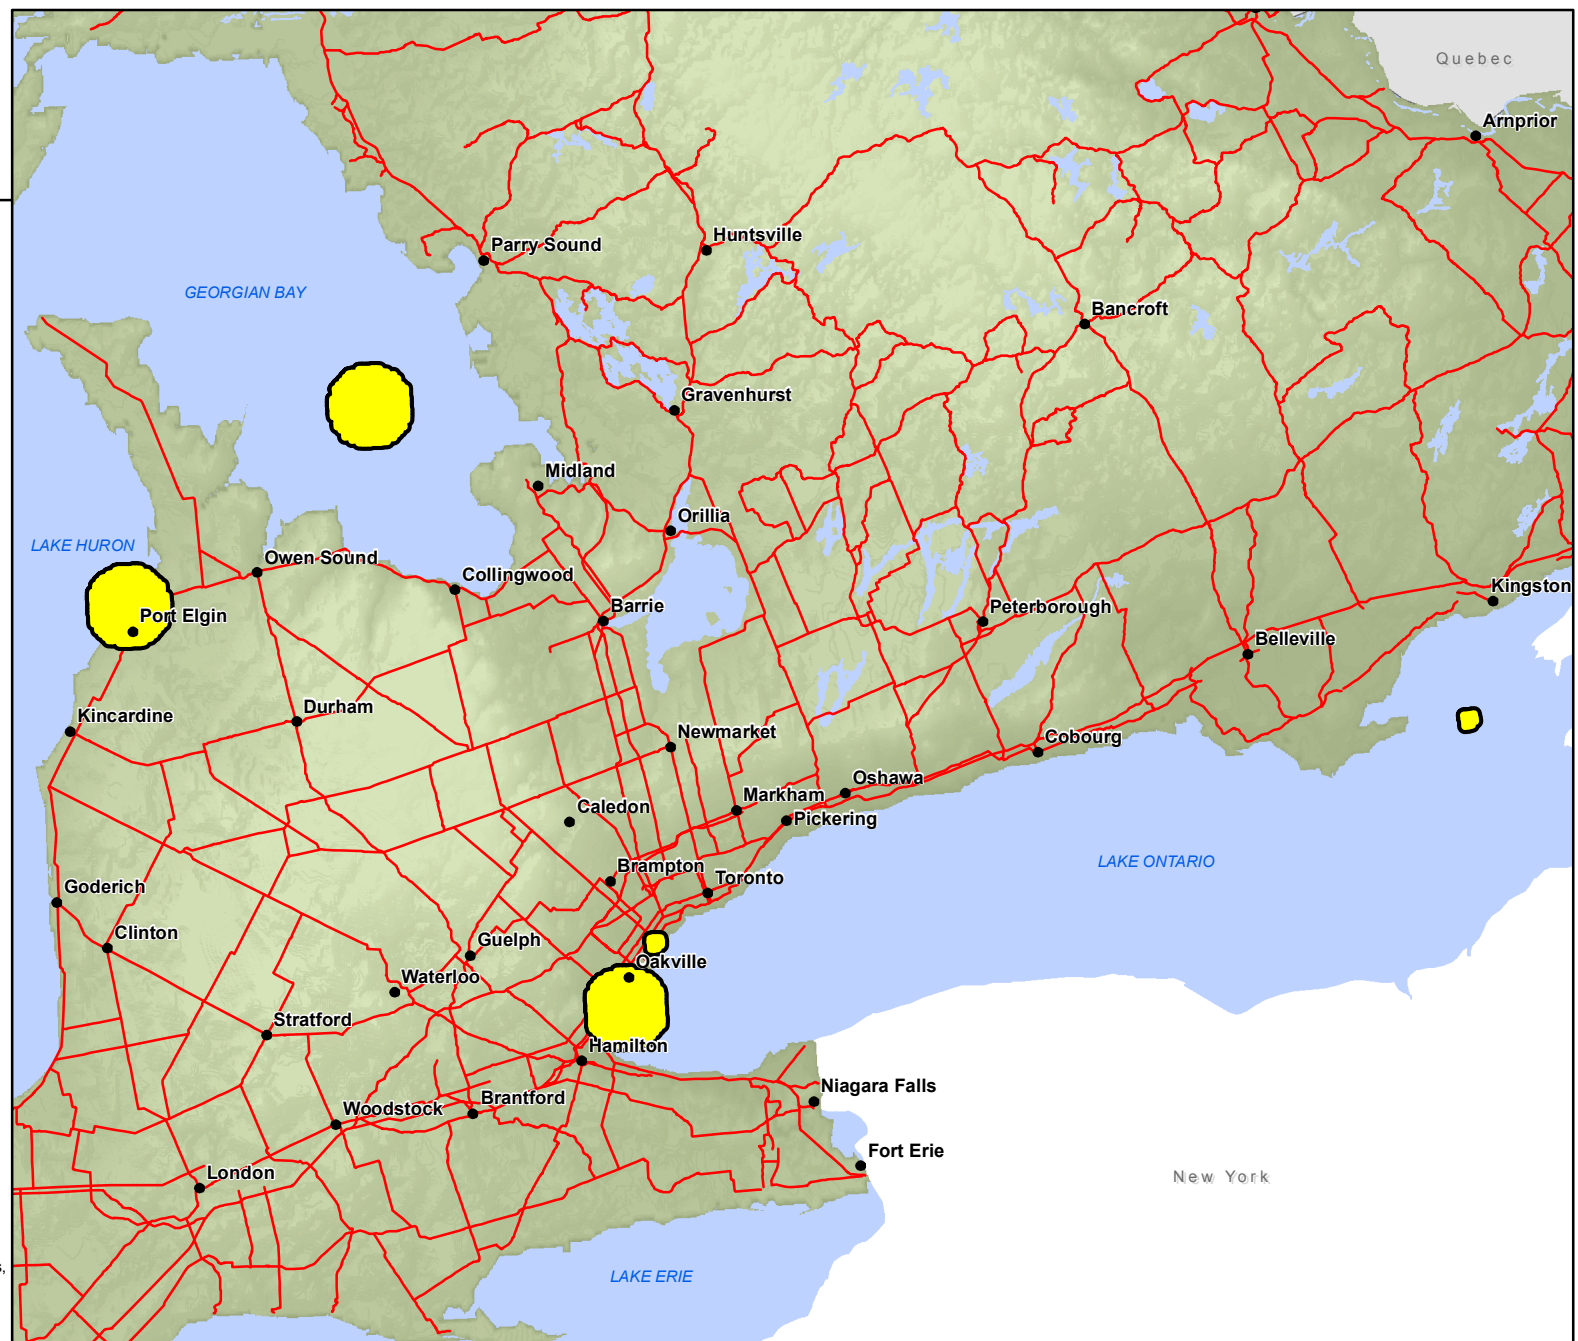 Quebec
Arnprior
Parry Sound
Huntsville
GEORGIAN BAY
Bancroft
Gravenhurst
Midland
Orillia
LAKE HURON
Owen Sound
Collingwood
Kingston
Port Elgin
Barrie
Peterborough
Belleville
Kincardine
Durham
Newmarket
Cobourg
Oshawa
Caledon
Markham
Pickering
LAKE ONTARIO
Brampton
Toronto
Goderich
Clinton
Guelph
Oakville
Waterloo
Stratford
Hamilton
Niagara Falls
Woodstock
Brantford
Fort Erie
London
New York
s,
LAKE ERIE